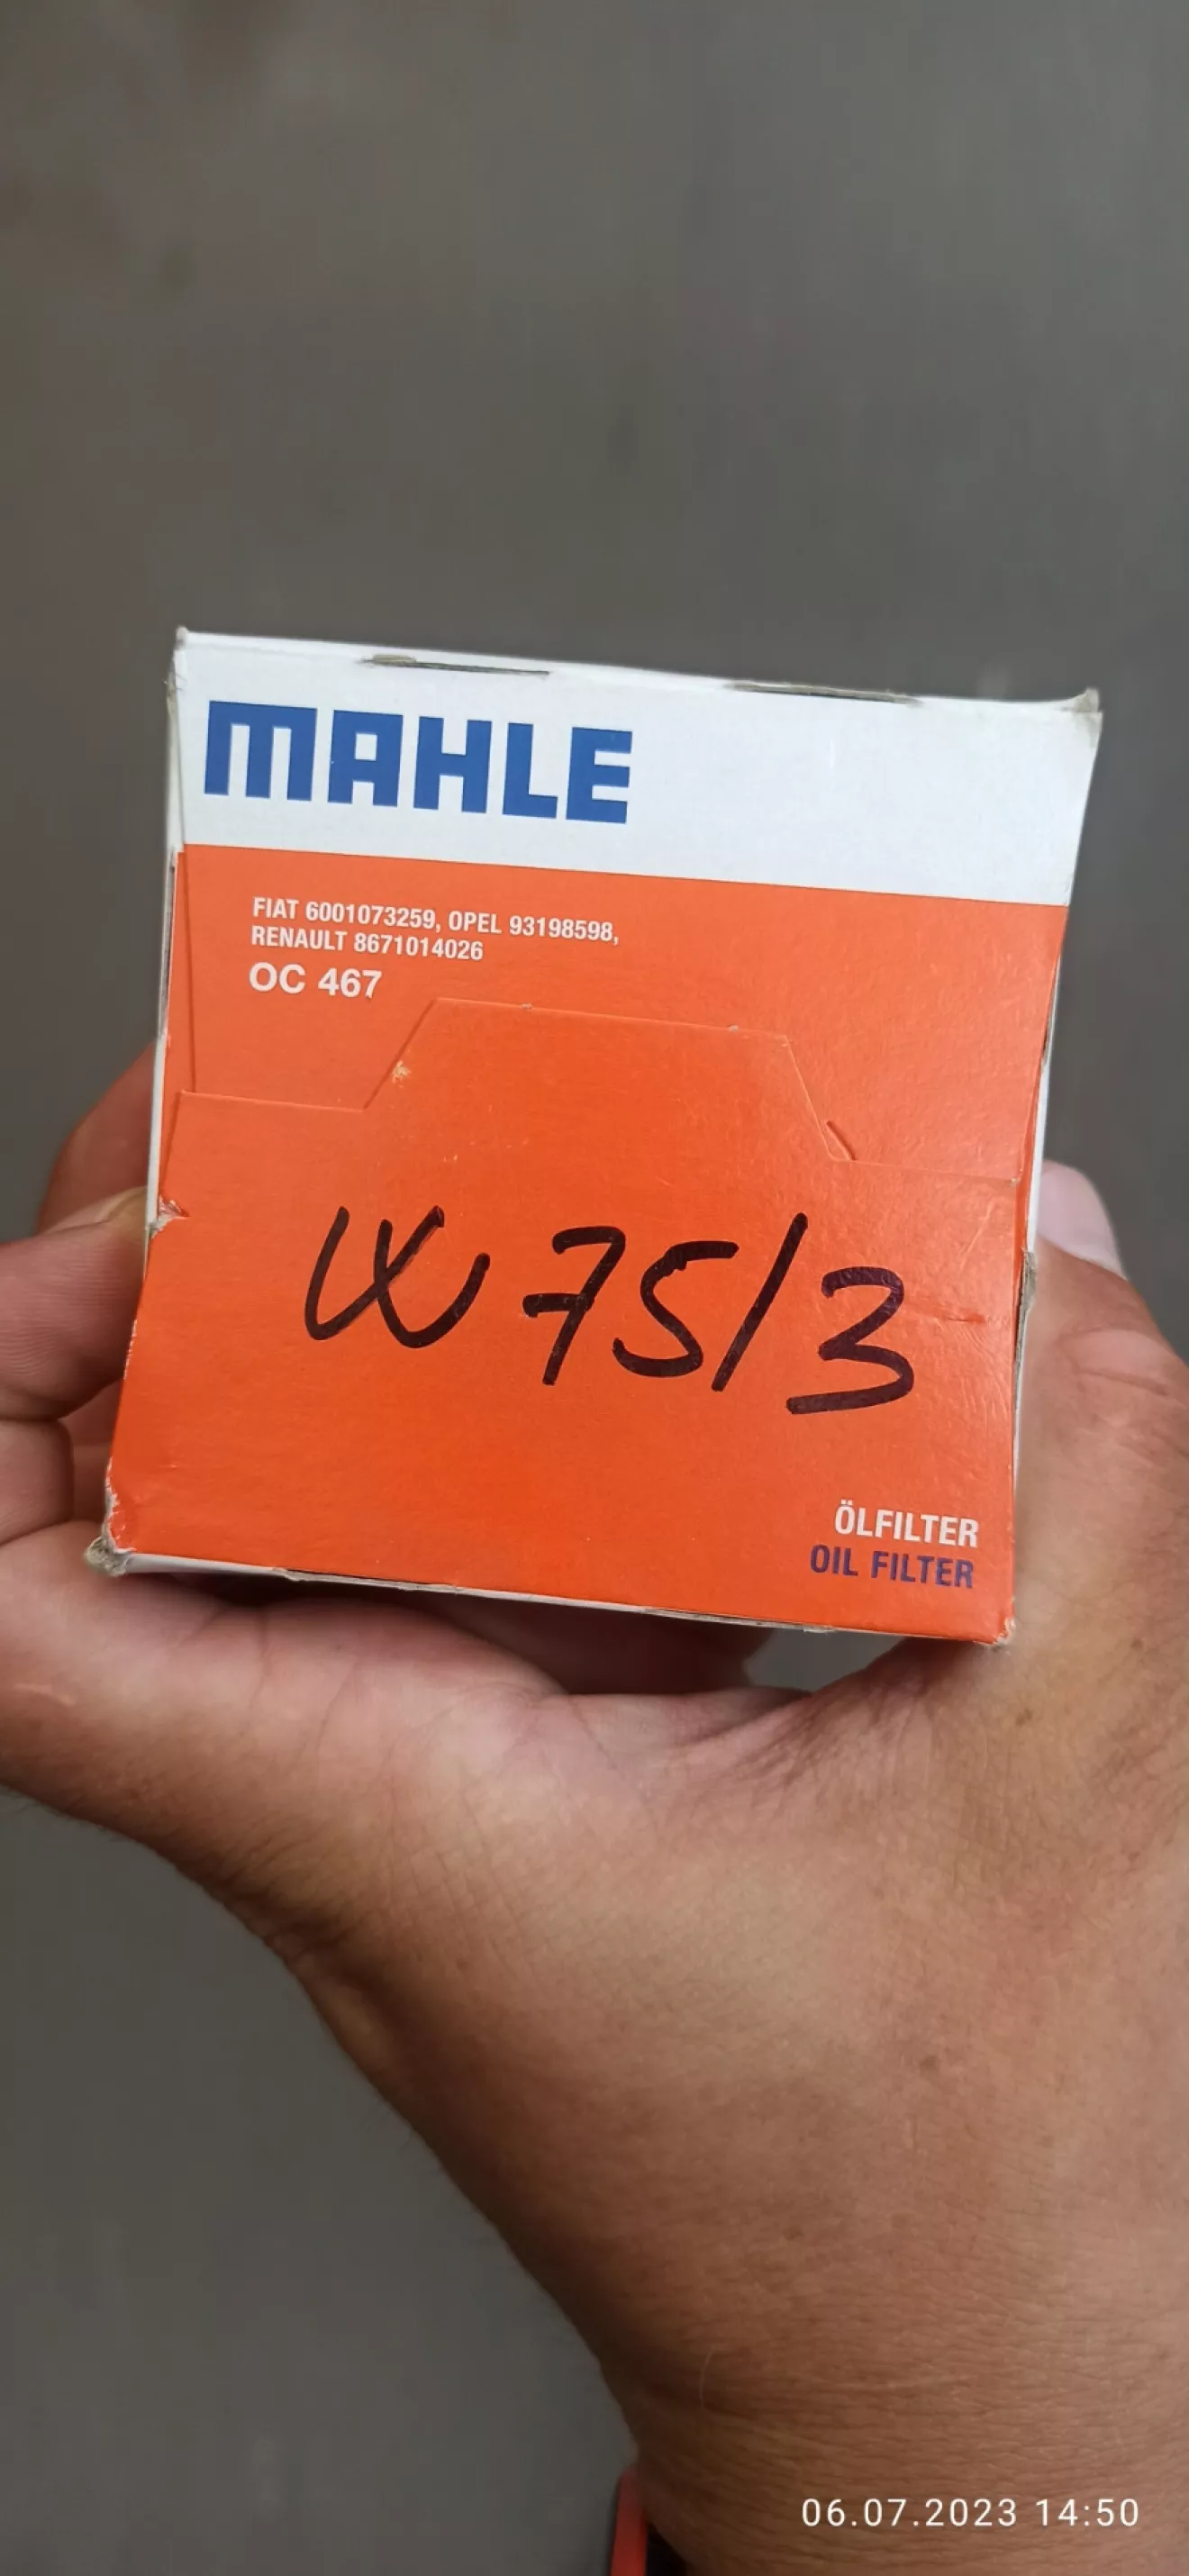 MAHLE
FIAT 6001073259, OPEL 93198598,
RENAULT 8671014026
OC 467
W 75/3
ÖLFILTER
OIL FILTER
06.07.2023 14:50